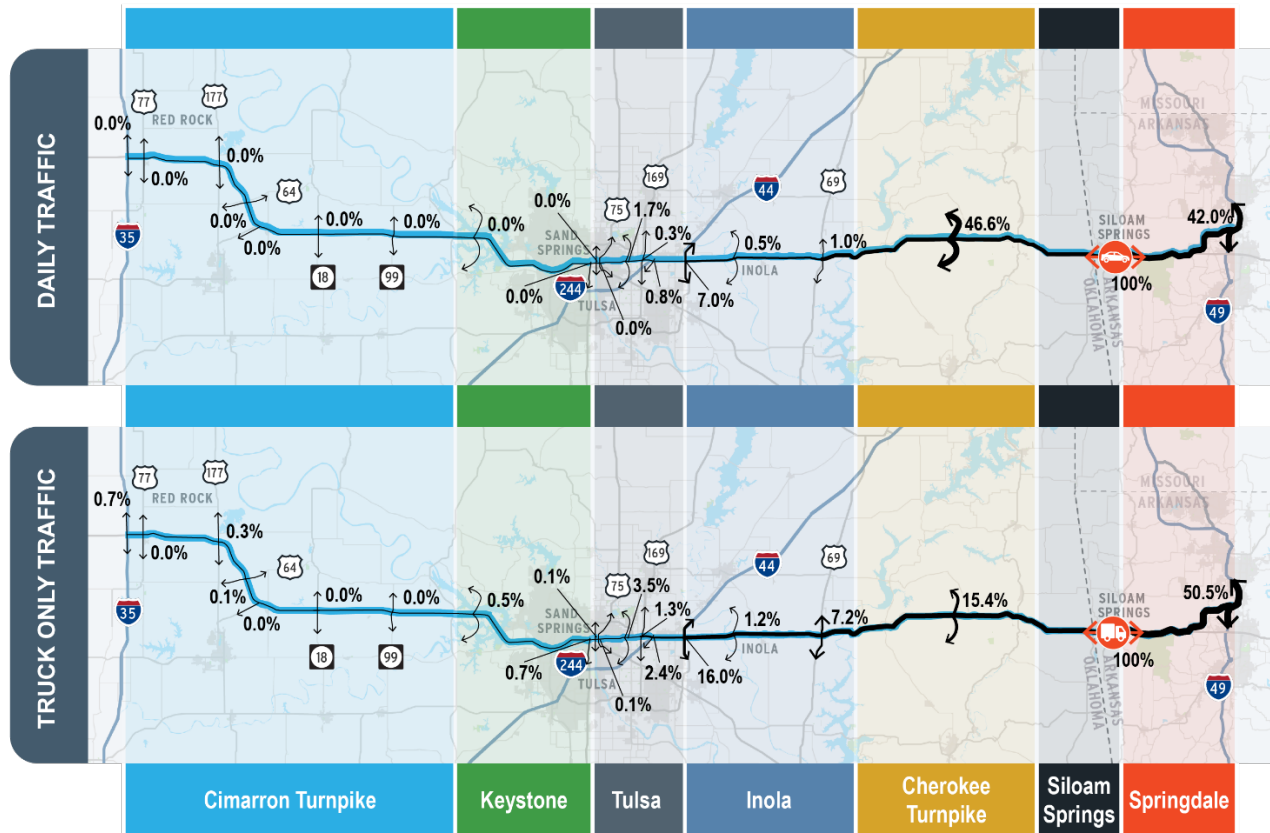 DAILY TRAFFIC
77
177
0.0%
RED ROCK
0.0%
0.0%
64
0.0%
0.0%
0.0%
0.0%
35
18
99
0.0%
SAND
SPRINGS
0.0%
244
TULSA
0.0%
75
169
1.7%
0.3%
0.8%
7.0%
44
0.5%
INOLA
69
1.0%
46.6%
MISSOURI
ARKANSAS
SILOAM
SPRINGS
OKLAHOMA
ARKANSAS
100%
42.0%
49
TRUCK ONLY TRAFFIC
77
177
0.7%
RED ROCK
0.0%
0.3%
64
0.1%
0.0%
0.0%
0.0%
35
18
99
0.5%
0.1%
SAND
SPRINGS
0.7%
244
TULSA
0.1%
75
169
3.5%
1.3%
2.4%
16.0%
44
1.2%
INOLA
69
7.2%
15.4%
MISSOURI
ARKANSAS
SILOAM
SPRINGS
OKLAHOMA
ARKANSAS
100%
50.5%
49
Cimarron Turnpike
Keystone
Tulsa
Inola
Cherokee
Turnpike
Siloam
Springs
Springdale